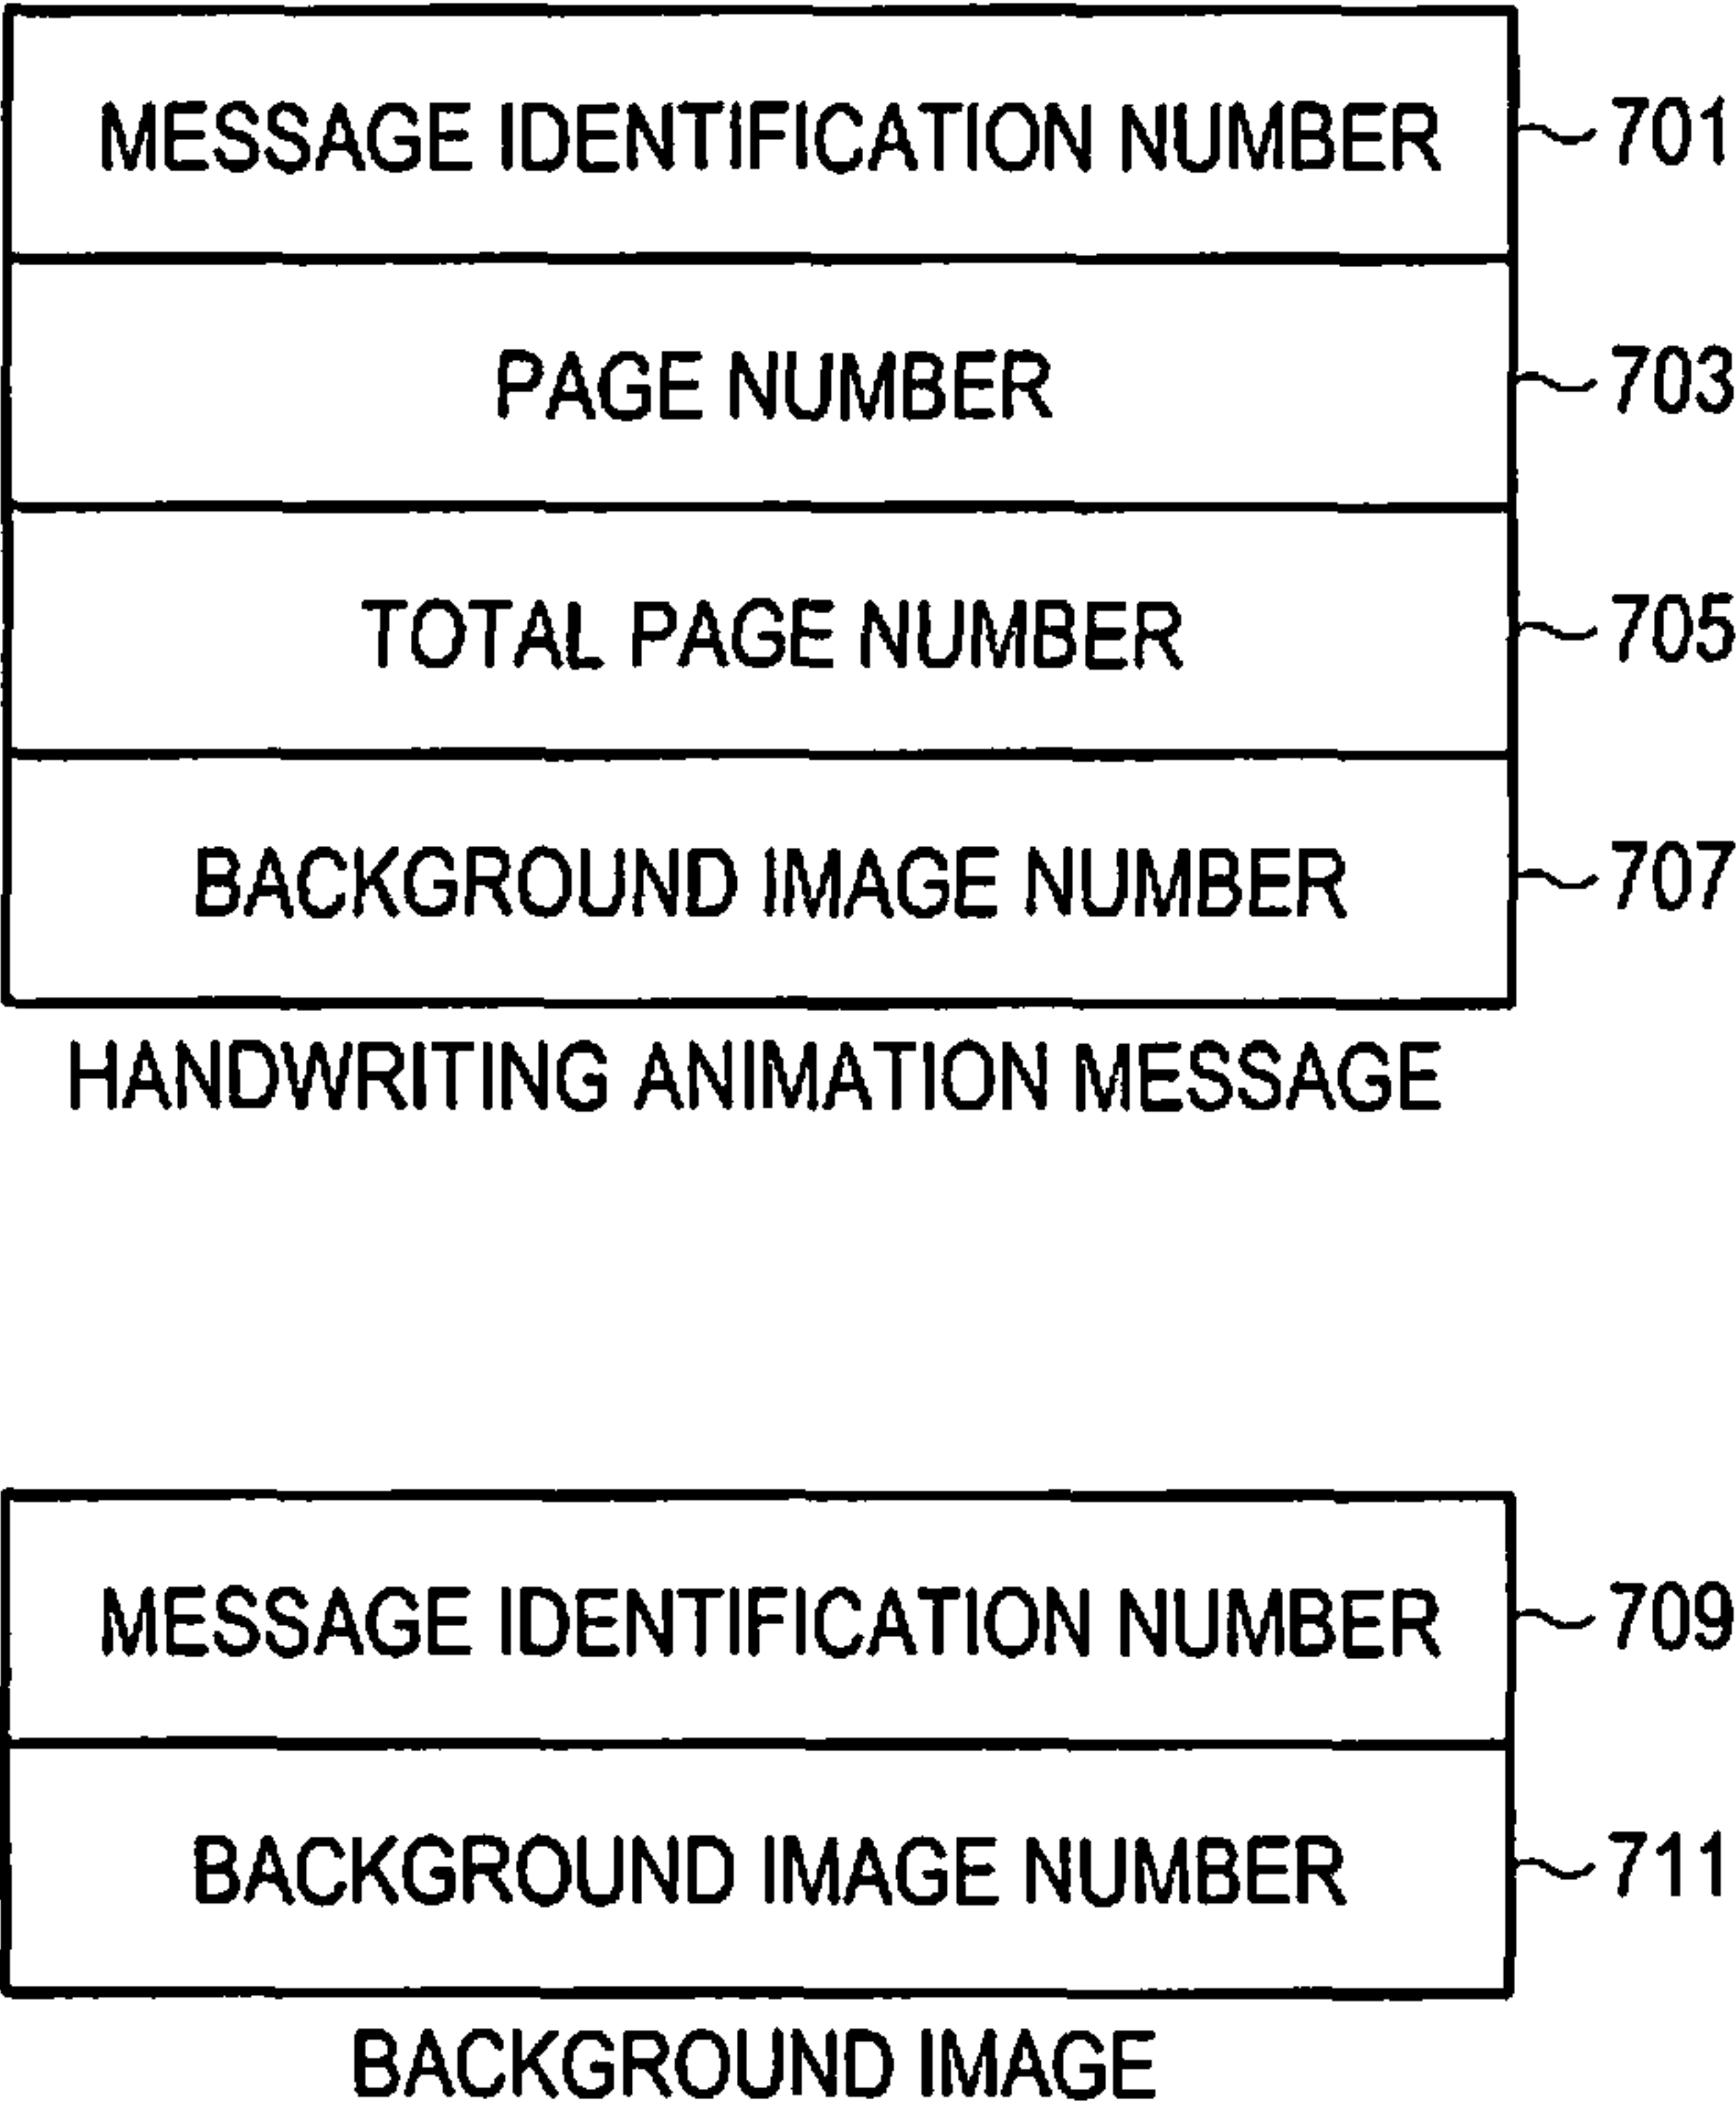 MESSAGE IDENTIFICATION NUMBER 701
PAGE NUMBER 703
TOTAL PAGE NUMBER 705
BACKGROUND IMAGE NUMBER 707
HANDWRITING ANIMATION MESSAGE
MESSAGE IDENTIFICATION NUMBER 709
BACKGROUND IMAGE NUMBER 711
BACKGROUND IMAGE